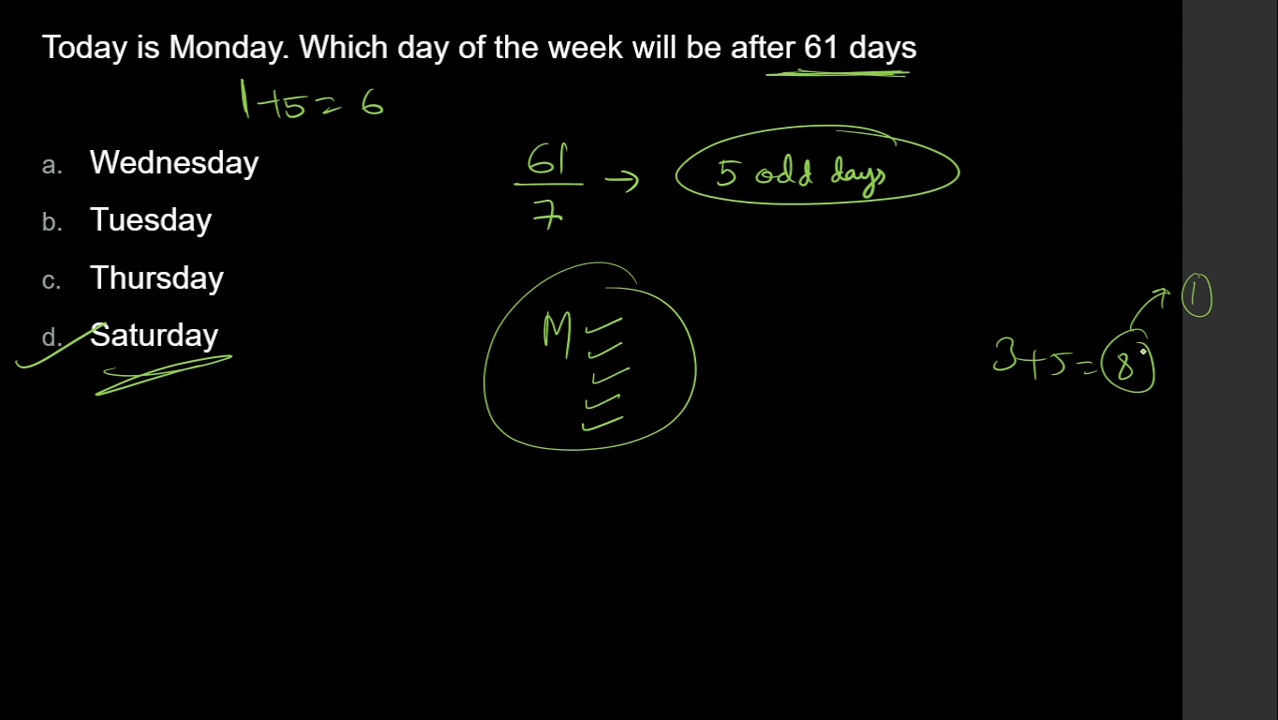 Today is Monday. Which day of the week will be after 61 days
1+5=6
a. Wednesday
b. Tuesday
c. Thursday
d. Saturday
61
7
→ 5 odd days
M
3+5=8
1